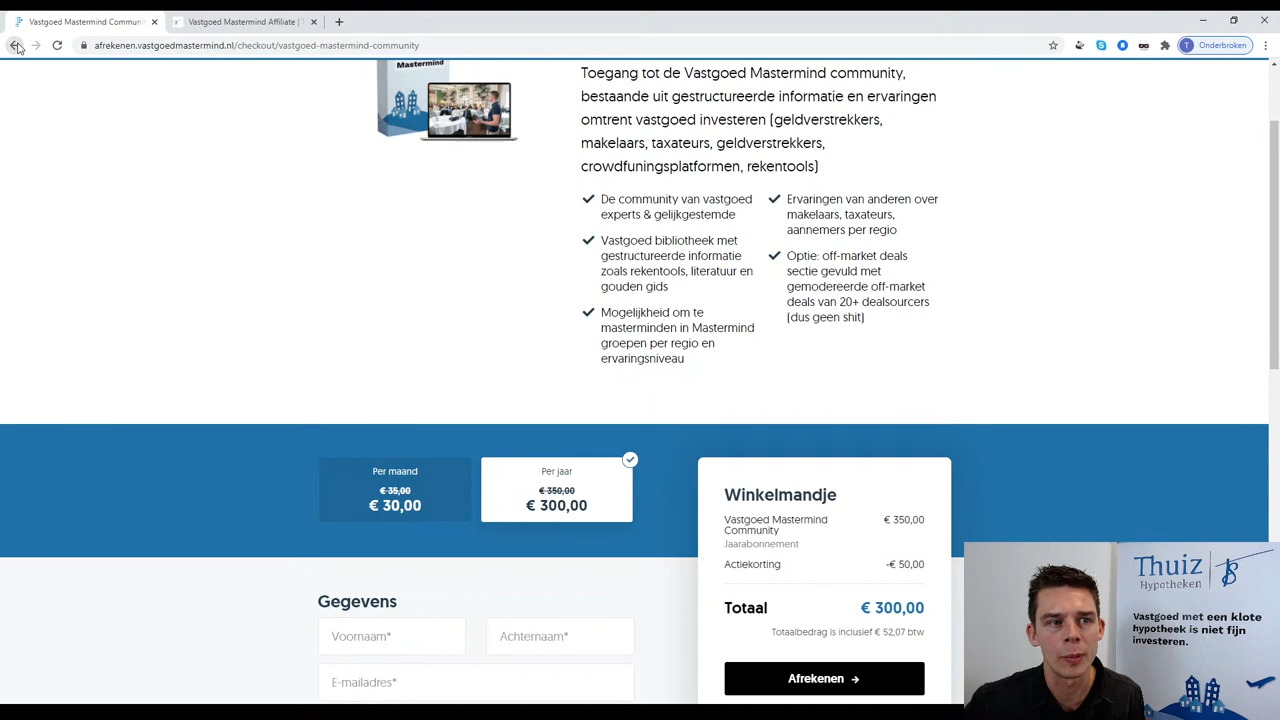 Vastgoed Mastermind Communi
Vastgoed Mastermind Affiliate |
afrekenen.vastgoedmastermind.nl/checkout/vastgoed-mastermind-community
T Onderbroken
Mastermind
Toegang tot de Vastgoed Mastermind community,
bestaande uit gestructureerde informatie en ervaringen
omtrent vastgoed investeren (geldverstrekkers,
makelaars, taxateurs, geldverstrekkers,
crowdfuningsplatformen, rekentools)
De community van vastgoed
experts & gelijkgestemde
Vastgoed bibliotheek met
gestructureerde informatie
zoals rekentools, literatuur en
gouden gids
Mogelijkheid om te
masterminden in Mastermind
groepen per regio en
ervaringsniveau
Ervaringen van anderen over
makelaars, taxateurs,
aannemers per regio
Optie: off-market deals
sectie gevuld met
gemodereerde off-market
deals van 20+ dealsourcers
(dus geen shit)
Per maand
€ 35,00
€ 30,00
Per jaar
€ 350,00
€ 300,00
Winkelmandje
Vastgoed Mastermind € 350,00
Community
Jaarabonnement
Actiekorting -€ 50,00
Totaal € 300,00
Totaalbedrag is inclusief € 52,07 btw
Afrekenen →
Gegevens
Voornaam* Achternaam*
E-mailadres*
Thuiz
Hypotheken
Vastgoed met een klote
hypotheek is niet fijn
investeren.